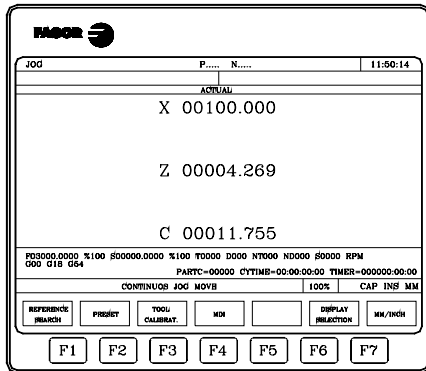 FAGOR
JOG P..... N..... 11:50:14
ACTUAL
X 00100.000
Z 00004.269
C 00011.755
F03000.0000 %100 S00000.0000 %100 T0000 D000 NT000 ND000 S0000 RPM
G00 G18 G54
PARTC=00000 CYTIME=00:00:00:00 TIMER=000000:00:00
CONTINUOS JOG MOVE 100% CAP INS MM
REFERENCE SEARCH PRESET TOOL CALIBRAT. MDI DISPLAY SELECTION MM/INCH
F1 F2 F3 F4 F5 F6 F7